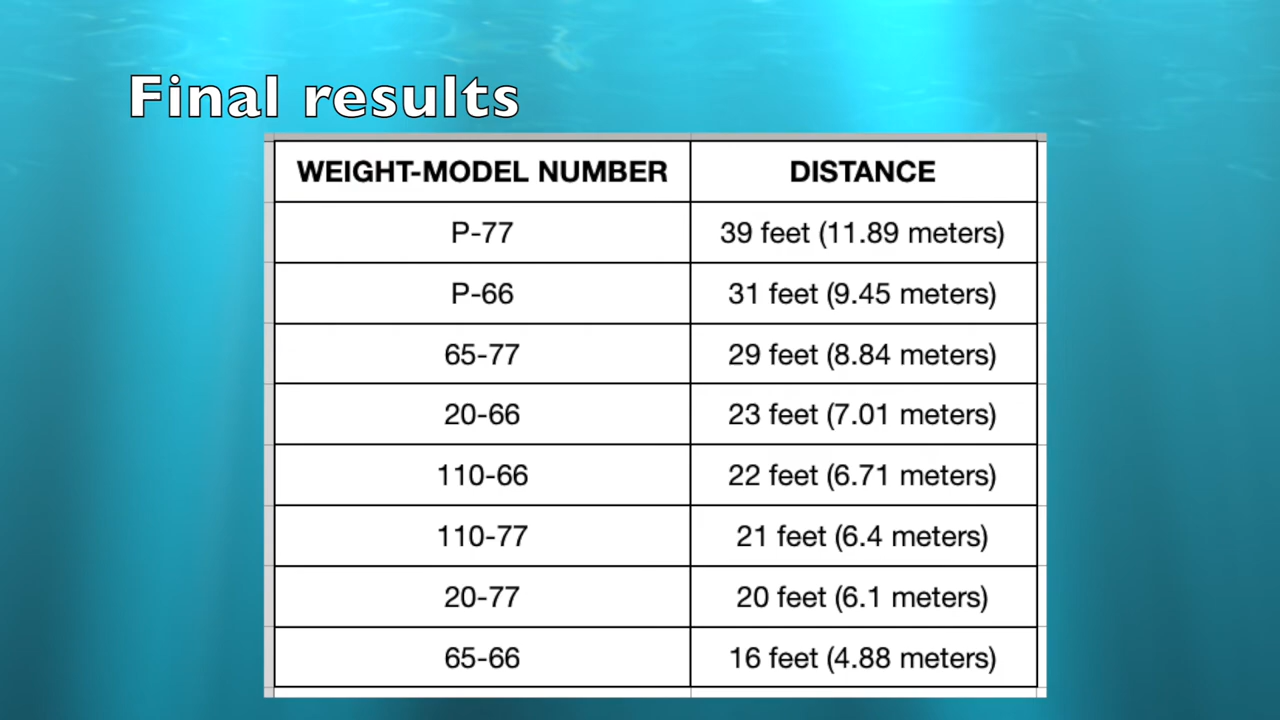 Final results
WEIGHT-MODEL NUMBER DISTANCE
P-77 39 feet (11.89 meters)
P-66 31 feet (9.45 meters)
65-77 29 feet (8.84 meters)
20-66 23 feet (7.01 meters)
110-66 22 feet (6.71 meters)
110-77 21 feet (6.4 meters)
20-77 20 feet (6.1 meters)
65-66 16 feet (4.88 meters)